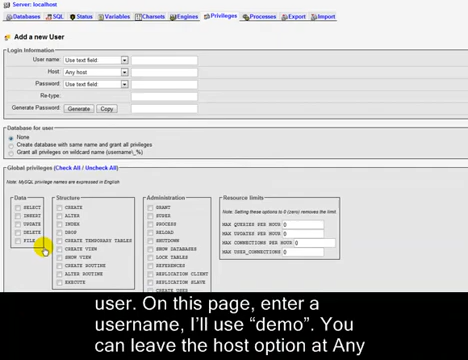 Server: localhost
Databases SQL Status Variables Charsets Engines Privileges Processes Export Import
Add a new User
Login Information
User name: Use text field
Host: Any host
Password: Use text field
Re-type:
Generate Password: Generate Copy
Database for user
None
Create database with same name and grant all privileges
Grant all privileges on wildcard name (username\_%)
Global privileges (Check All / Uncheck All)
Note: MySQL privilege names are expressed in English
Data
SELECT
INSERT
UPDATE
DELETE
FILE
Structure
CREATE
ALTER
INDEX
DROP
CREATE TEMPORARY TABLES
CREATE VIEW
SHOW VIEW
CREATE ROUTINE
ALTER ROUTINE
EXECUTE
Administration
GRANT
SUPER
PROCESS
RELOAD
SHUTDOWN
SHOW DATABASES
LOCK TABLES
REFERENCES
REPLICATION CLIENT
REPLICATION SLAVE
CREATE USER
Resource limits
Note: Setting these options to 0 (zero) removes the limit.
MAX QUERIES PER HOUR 0
MAX UPDATES PER HOUR 0
MAX CONNECTIONS PER HOUR 0
MAX USER_CONNECTIONS 0
user. On this page, enter a
username, I’ll use “demo”. You
can leave the host option at Any